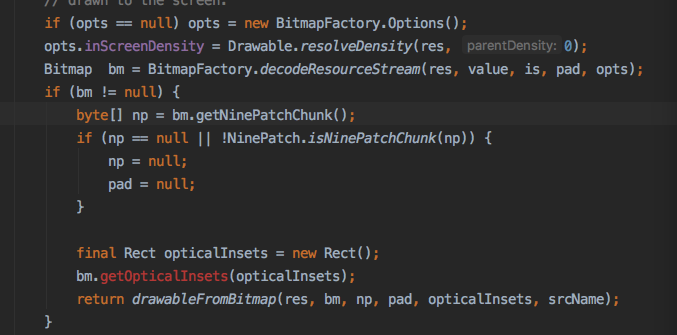 // drawn to the screen.
if (opts == null) opts = new BitmapFactory.Options();
opts.inScreenDensity = Drawable.resolveDensity(res, parentDensity: 0);
Bitmap  bm = BitmapFactory.decodeResourceStream(res, value, is, pad, opts);
if (bm != null) {
byte[] np = bm.getNinePatchChunk();
if (np == null || !NinePatch.isNinePatchChunk(np)) {
np = null;
pad = null;
}
final Rect opticalInsets = new Rect();
bm.getOpticalInsets(opticalInsets);
return drawableFromBitmap(res, bm, np, pad, opticalInsets, srcName);
}